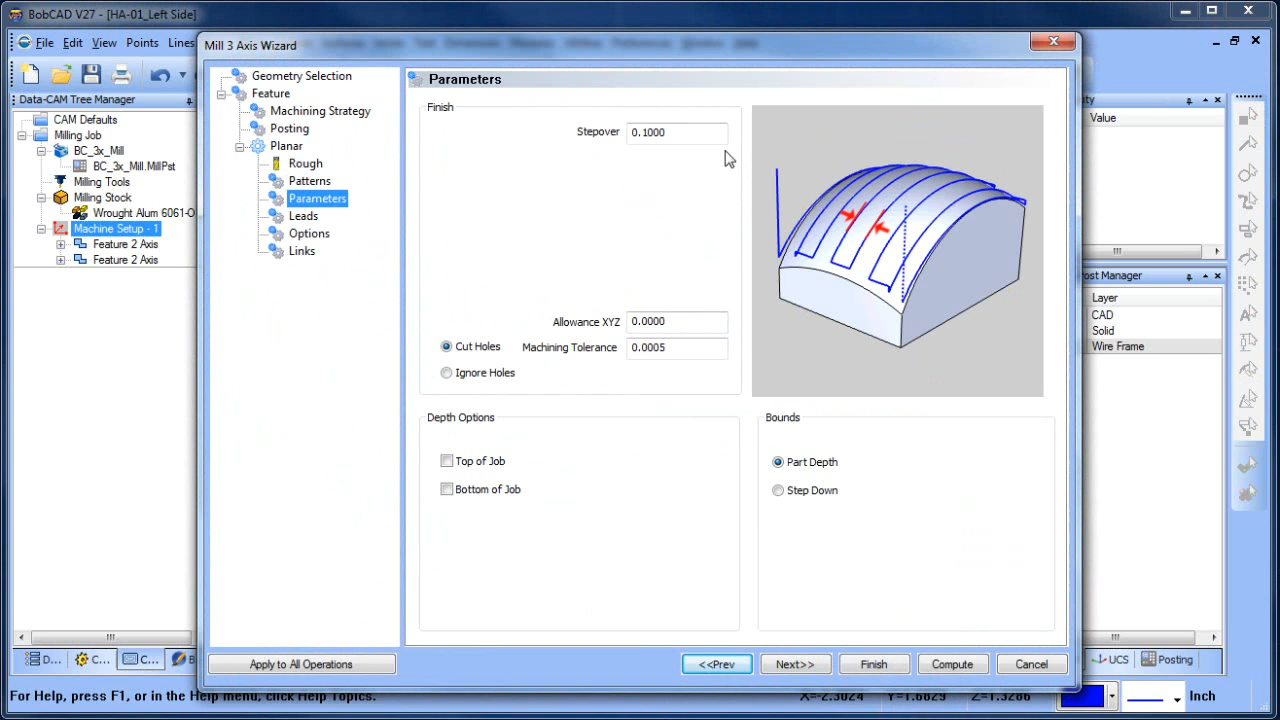 BobCAD V27 - [HA-01_Left Side]
File Edit View Points Lines
Data-CAM Tree Manager
CAM Defaults
Milling Job
BC_3x_Mill
BC_3x_Mill.MillPst
Milling Tools
Milling Stock
Wrought Alum 6061-O
Machine Setup - 1
Feature 2 Axis
Feature 2 Axis
D... C... C... B
Mill 3 Axis Wizard
Geometry Selection
Feature
Machining Strategy
Posting
Planar
Rough
Patterns
Parameters
Leads
Options
Links
Parameters
Finish
Stepover 0.1000
Allowance XYZ 0.0000
Cut Holes Machining Tolerance 0.0005
Ignore Holes
Depth Options
Top of Job
Bottom of Job
Bounds
Part Depth
Step Down
Apply to All Operations <<Prev Next>> Finish Compute Cancel
ty
Value
ost Manager
Layer
CAD
Solid
Wire Frame
UCS Posting
For Help, press F1, or in the Help menu, click Help Topics. X=-2.3024 Y=1.6829 Z=1.3286 Inch